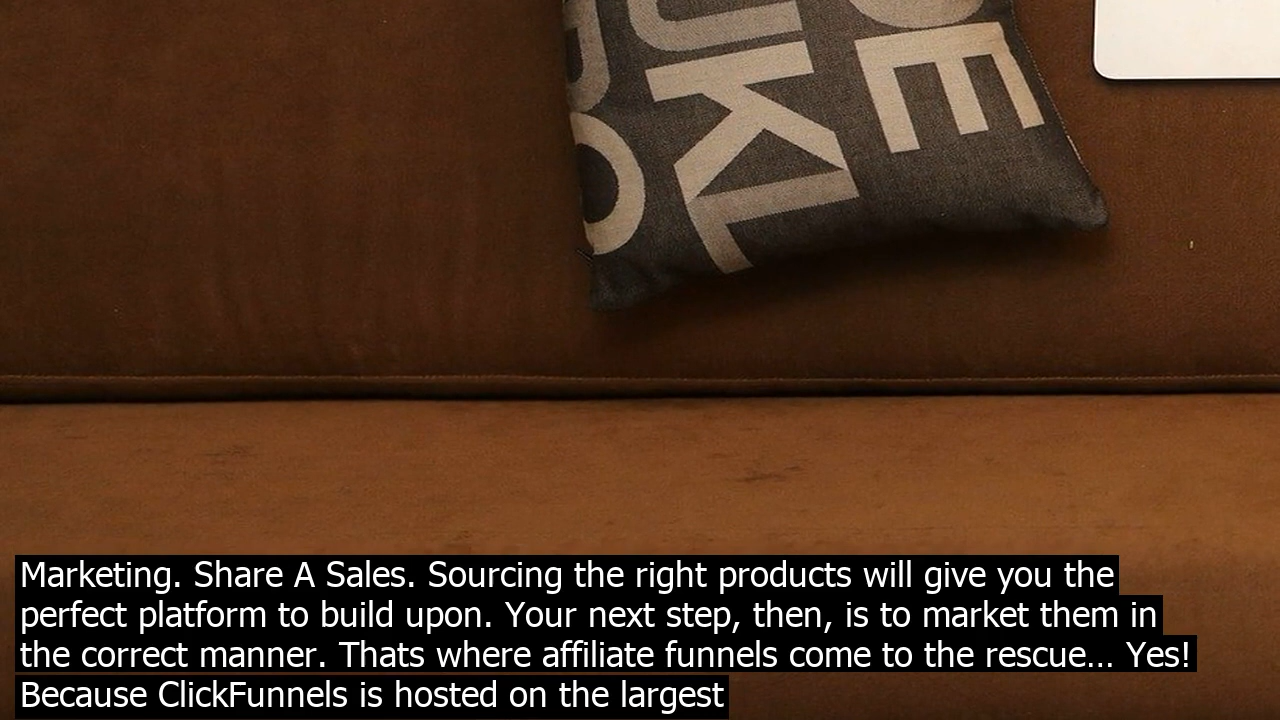 DE
UKL
Marketing. Share A Sales. Sourcing the right products will give you the
perfect platform to build upon. Your next step, then, is to market them in
the correct manner. Thats where affiliate funnels come to the rescue... Yes!
Because ClickFunnels is hosted on the largest